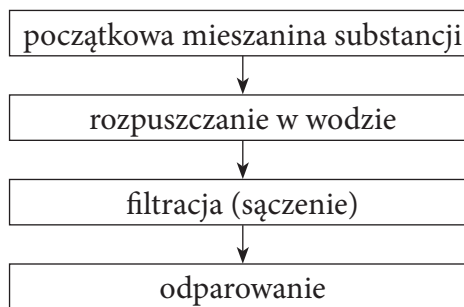 początkowa mieszanina substancji
rozpuszczanie w wodzie
filtracja (sączenie)
odparowanie